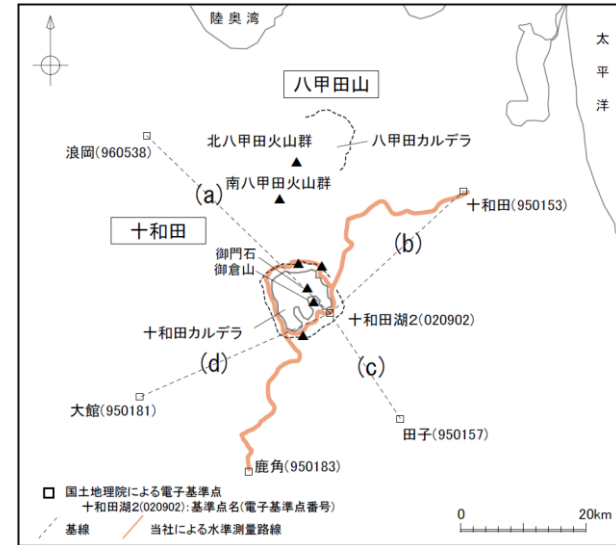 陸奥湾
太平洋
八甲田山
北八甲田火山群
八甲田カルデラ
浪岡(960538)
南八甲田火山群
(a)
十和田(950153)
十和田
(b)
御門石
御倉山
十和田湖2(020902)
十和田カルデラ
(d)
(c)
大館(950181)
田子(950157)
鹿角(950183)
国土地理院による電子基準点
十和田湖2(020902):基準点名(電子基準点番号)
基線
当社による水準測量路線
0 20km